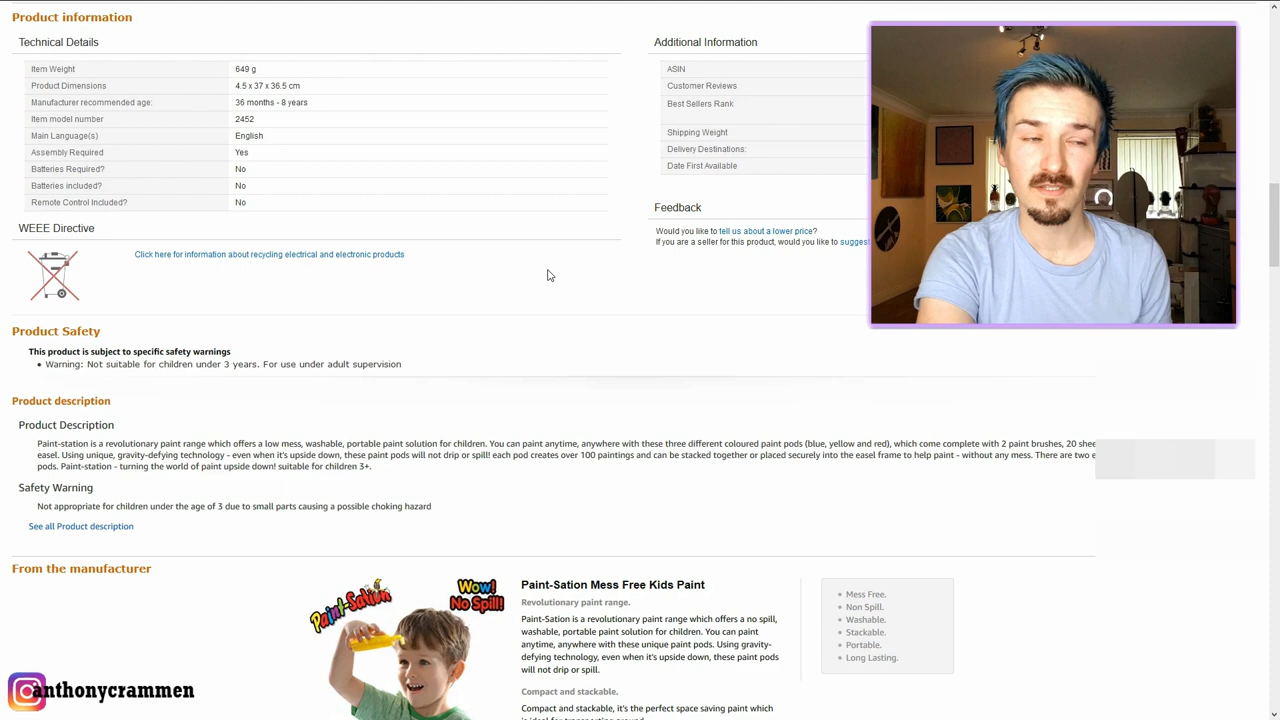 Product information
Technical Details
Item Weight 649 g
Product Dimensions 4.5 x 37 x 36.5 cm
Manufacturer recommended age: 36 months - 8 years
Item model number 2452
Main Language(s) English
Assembly Required Yes
Batteries Required? No
Batteries included? No
Remote Control Included? No
WEEE Directive
Click here for information about recycling electrical and electronic products
Additional Information
ASIN
Customer Reviews
Best Sellers Rank
Shipping Weight
Delivery Destinations:
Date First Available
Feedback
Would you like to tell us about a lower price?
If you are a seller for this product, would you like to suggest
Product Safety
This product is subject to specific safety warnings
• Warning: Not suitable for children under 3 years. For use under adult supervision
Product description
Product Description
Paint-station is a revolutionary paint range which offers a low mess, washable, portable paint solution for children. You can paint anytime, anywhere with these three different coloured paint pods (blue, yellow and red), which come complete with 2 paint brushes, 20 shee
easel. Using unique, gravity-defying technology - even when it's upside down, these paint pods will not drip or spill! each pod creates over 100 paintings and can be stacked together or placed securely into the easel frame to help paint - without any mess. There are two e
pods. Paint-station - turning the world of paint upside down! suitable for children 3+.
Safety Warning
Not appropriate for children under the age of 3 due to small parts causing a possible choking hazard
See all Product description
From the manufacturer
Paint-Sation
Wow!
No Spill!
Paint-Sation Mess Free Kids Paint
Revolutionary paint range.
Paint-Sation is a revolutionary paint range which offers a no spill,
washable, portable paint solution for children. You can paint
anytime, anywhere with these unique paint pods. Using gravity-
defying technology, even when it's upside down, these paint pods
will not drip or spill.
Compact and stackable.
Compact and stackable, it's the perfect space saving paint which
• Mess Free.
• Non Spill.
• Washable.
• Stackable.
• Portable.
• Long Lasting.
anthonycrammen